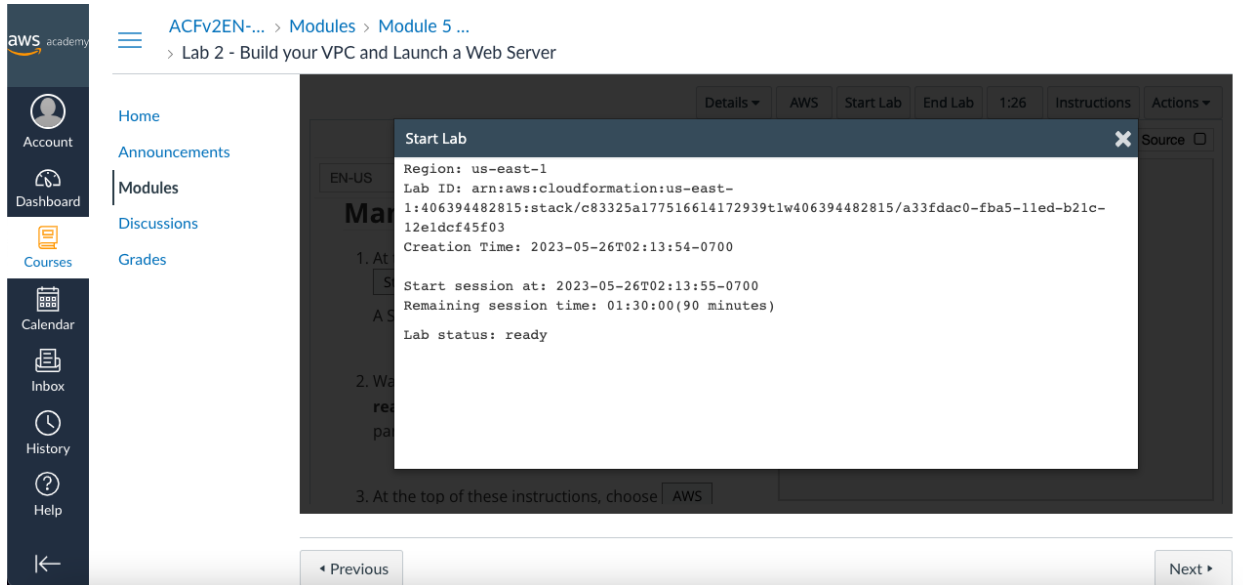 aws academy
ACFv2EN-... > Modules > Module 5 ...
> Lab 2 - Build your VPC and Launch a Web Server
Account
Dashboard
Courses
Calendar
Inbox
History
Help
Home
Announcements
Modules
Discussions
Grades
Details AWS Start Lab End Lab 1:26 Instructions Actions
Source
EN-US
Start Lab
Region: us-east-1
Lab ID: arn:aws:cloudformation:us-east-
1:406394482815:stack/c83325a177516614172939t1w406394482815/a33fdac0-fba5-11ed-b21c-
12e1dcf45f03
Creation Time: 2023-05-26T02:13:54-0700
Start session at: 2023-05-26T02:13:55-0700
Remaining session time: 01:30:00(90 minutes)
Lab status: ready
1. At
2.
3. At the top of these instructions, choose AWS
Previous
Next